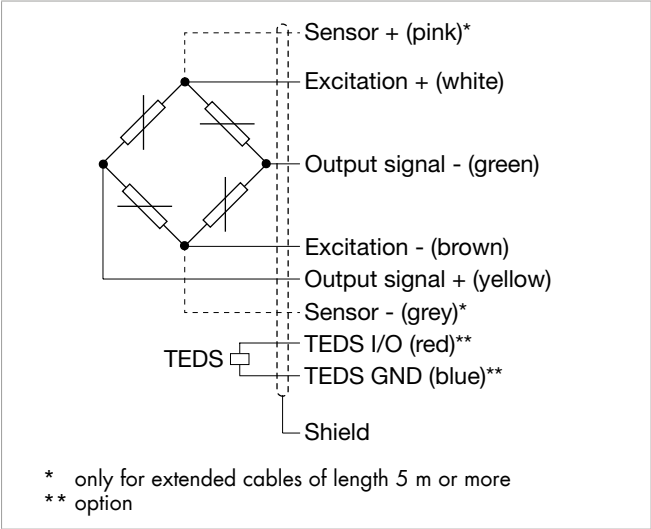 Sensor + (pink)*
Excitation + (white)
Output signal - (green)
Excitation - (brown)
Output signal + (yellow)
Sensor - (grey)*
TEDS I/O (red)**
TEDS
TEDS GND (blue)**
Shield
* only for extended cables of length 5 m or more
** option